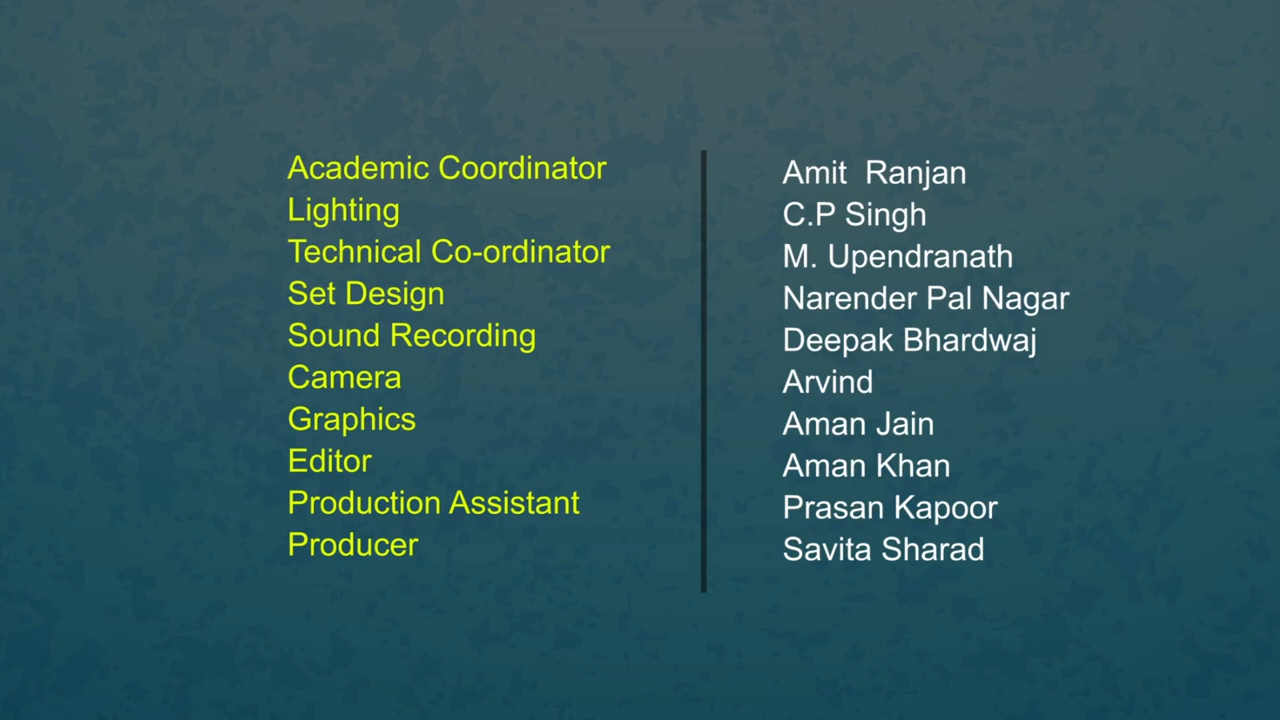 Academic Coordinator
Lighting
Technical Co-ordinator
Set Design
Sound Recording
Camera
Graphics
Editor
Production Assistant
Producer
Amit  Ranjan
C.P Singh
M. Upendranath
Narender Pal Nagar
Deepak Bhardwaj
Arvind
Aman Jain
Aman Khan
Prasan Kapoor
Savita Sharad